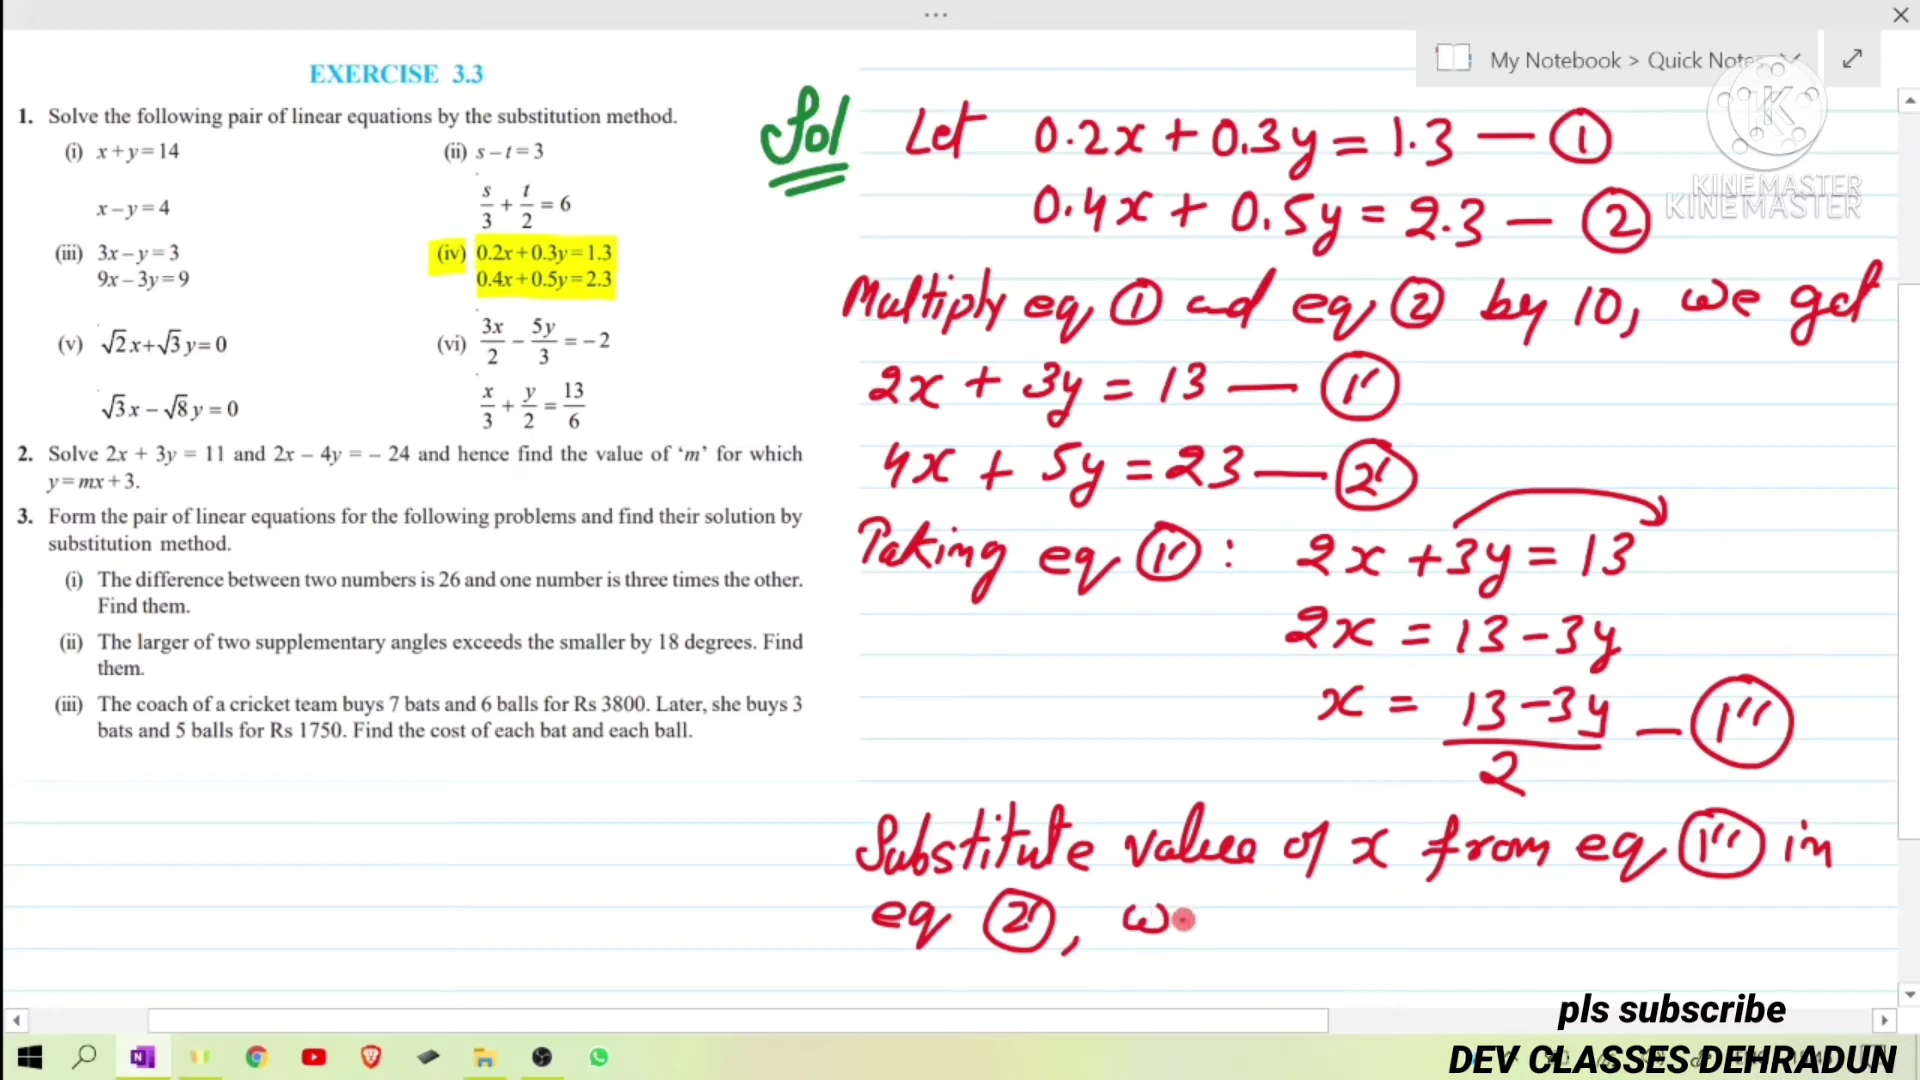 My Notebook > Quick Notes
EXERCISE 3.3
1. Solve the following pair of linear equations by the substitution method.
(i) x + y = 14
x – y = 4
(ii) s – t = 3
s/3 + t/2 = 6
(iii) 3x – y = 3
9x – 3y = 9
(iv) 0.2x + 0.3y = 1.3
0.4x + 0.5y = 2.3
(v) √2 x + √3 y = 0
√3 x – √8 y = 0
(vi) 3x/2 – 5y/3 = – 2
x/3 + y/2 = 13/6
2. Solve 2x + 3y = 11 and 2x – 4y = – 24 and hence find the value of ‘m’ for which
y = mx + 3.
3. Form the pair of linear equations for the following problems and find their solution by
substitution method.
(i) The difference between two numbers is 26 and one number is three times the other.
Find them.
(ii) The larger of two supplementary angles exceeds the smaller by 18 degrees. Find
them.
(iii) The coach of a cricket team buys 7 bats and 6 balls for Rs 3800. Later, she buys 3
bats and 5 balls for Rs 1750. Find the cost of each bat and each ball.
Sol Let 0.2x + 0.3y = 1.3 — ①
0.4x + 0.5y = 2.3 — ②
Multiply eq ① and eq ② by 10, we get
2x + 3y = 13 — (1')
4x + 5y = 23 — (2')
Taking eq (1') : 2x + 3y = 13
2x = 13 - 3y
x = (13 - 3y)/2 — (1'')
Substitute value of x from eq (1'') in
eq (2'), w
K
KINEMASTER
KINEMASTER
pls subscribe
DEV CLASSES DEHRADUN